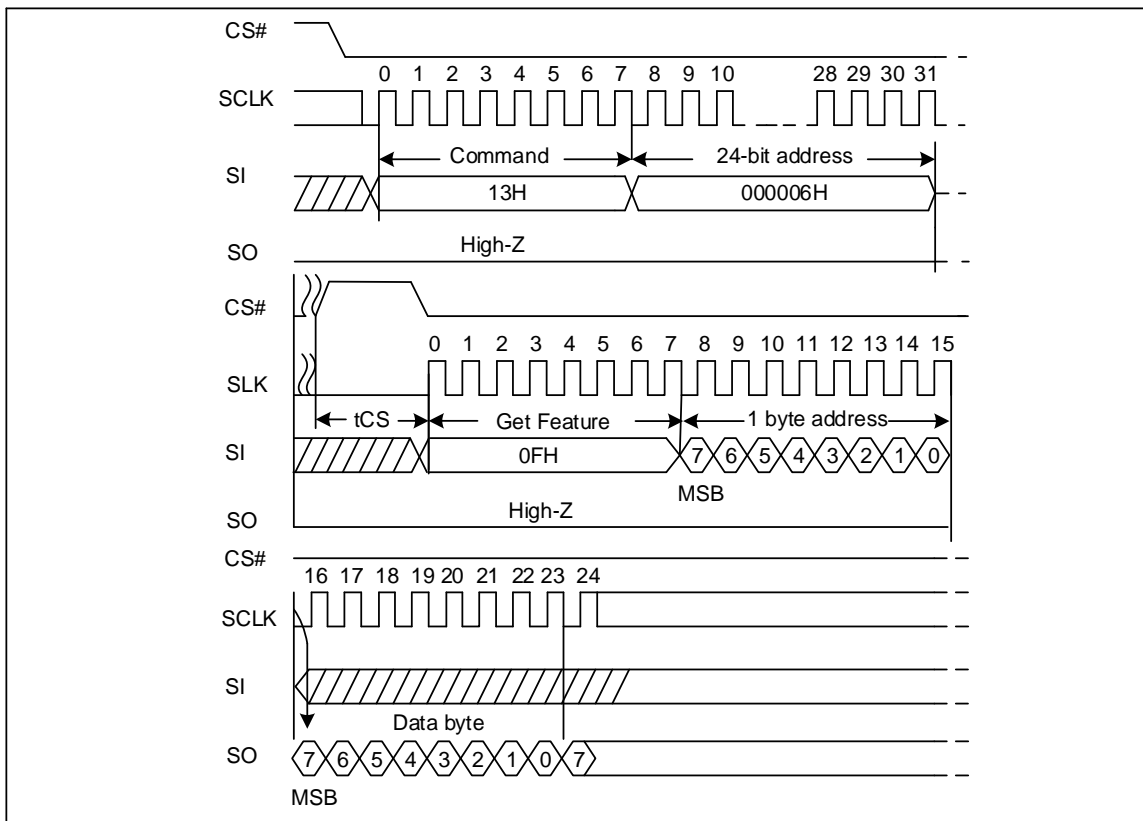 CS#
0 1 2 3 4 5 6 7 8 9 10 28 29 30 31
SCLK
Command 24-bit address
SI
13H 000006H
High-Z
SO
CS#
0 1 2 3 4 5 6 7 8 9 10 11 12 13 14 15
SLK
tCS Get Feature 1 byte address
SI
0FH 7 6 5 4 3 2 1 0
MSB
High-Z
SO
CS#
16 17 18 19 20 21 22 23 24
SCLK
SI
Data byte
SO
7 6 5 4 3 2 1 0 7
MSB